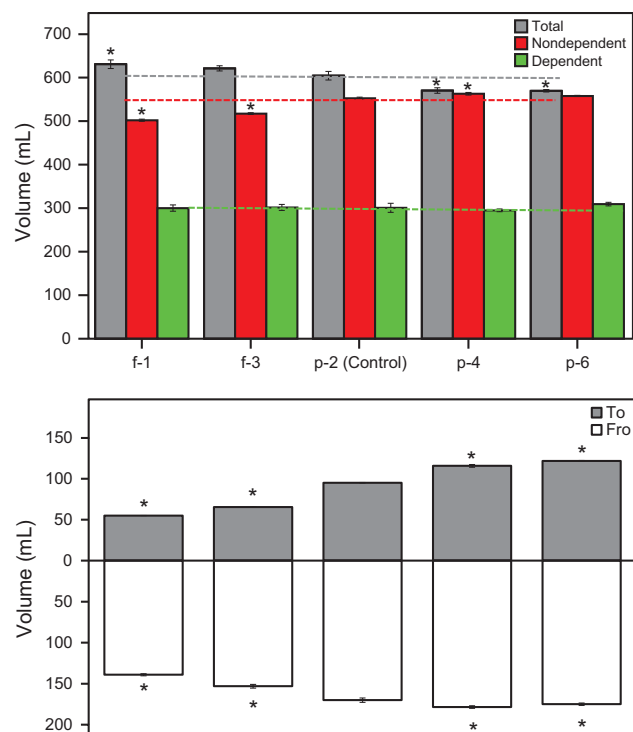 700
600
500
400
300
200
100
0
Volume (mL)
Total
Nondependent
Dependent
*
*
*
*
*
*
f-1
f-3
p-2 (Control)
p-4
p-6
150
100
50
0
50
100
150
200
Volume (mL)
To
Fro
*
*
*
*
*
*
*
*